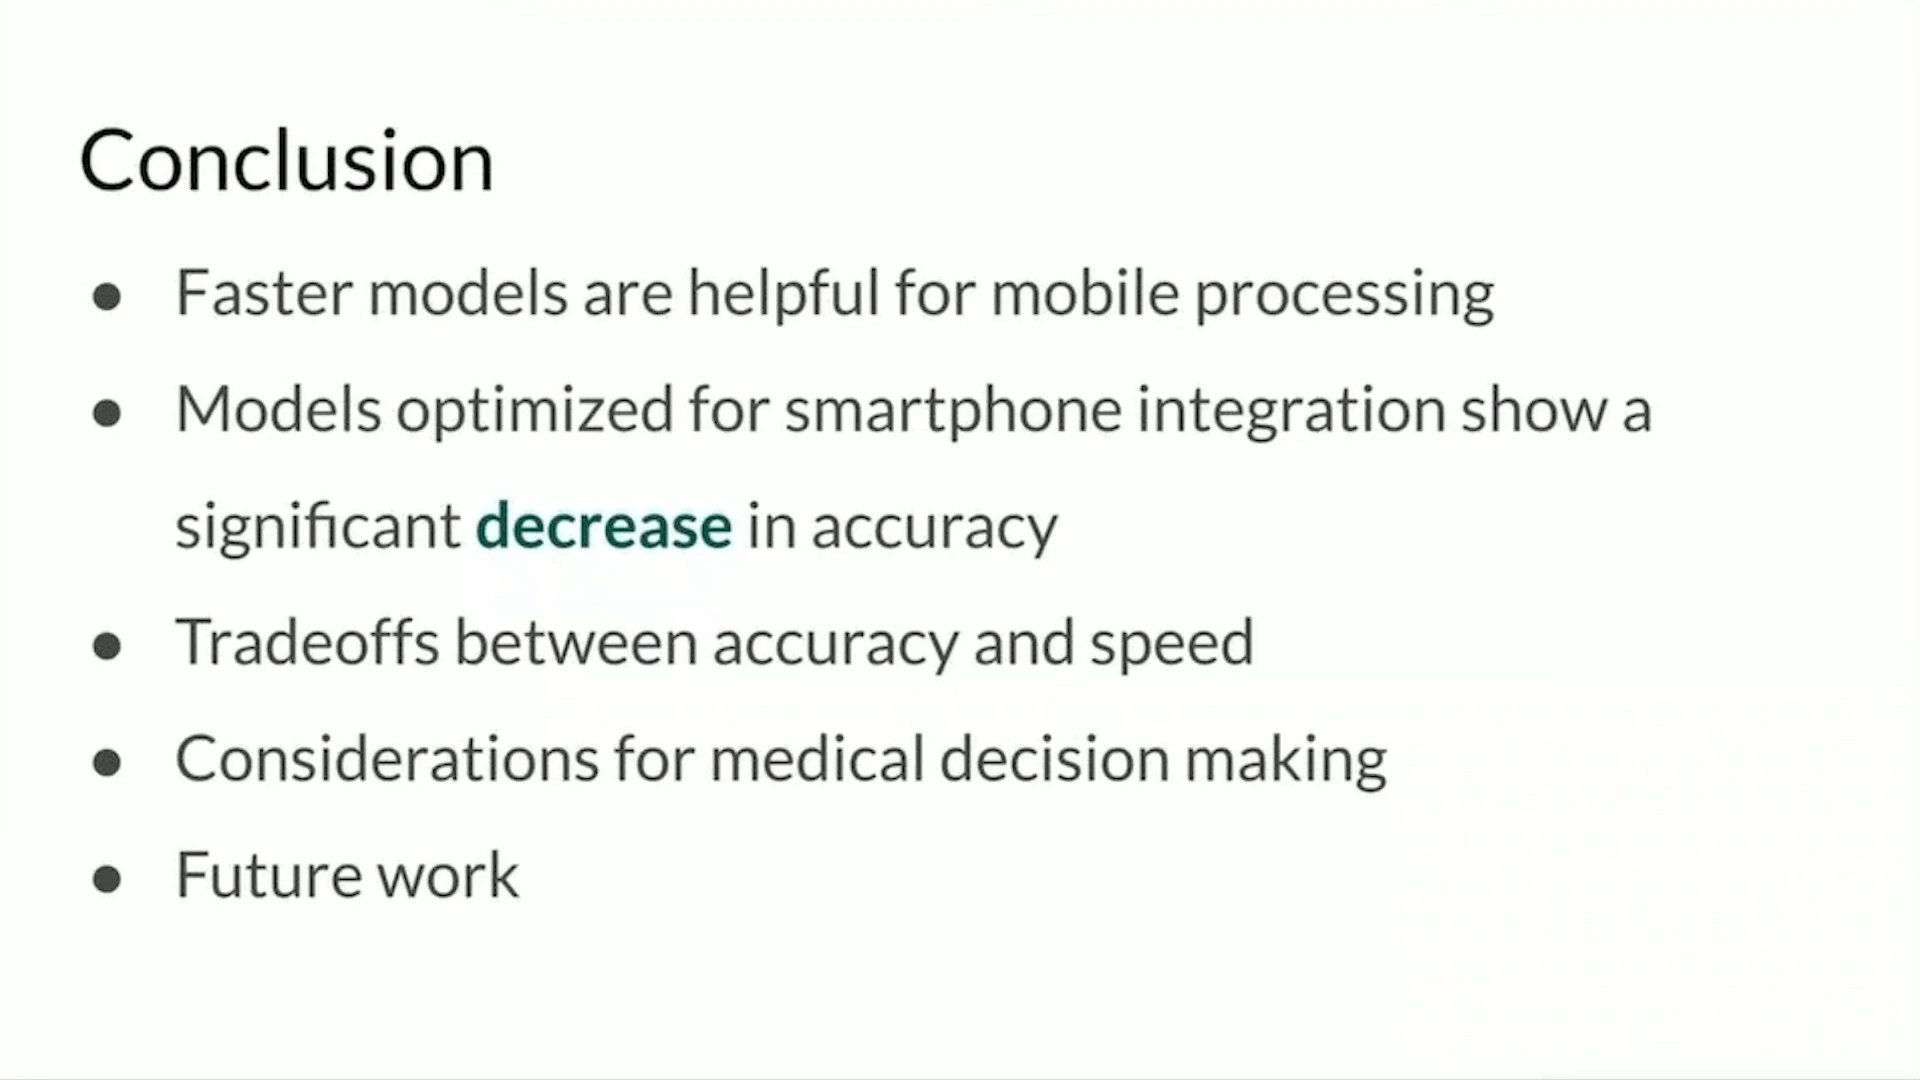 Conclusion
● Faster models are helpful for mobile processing
● Models optimized for smartphone integration show a
significant decrease in accuracy
● Tradeoffs between accuracy and speed
● Considerations for medical decision making
● Future work